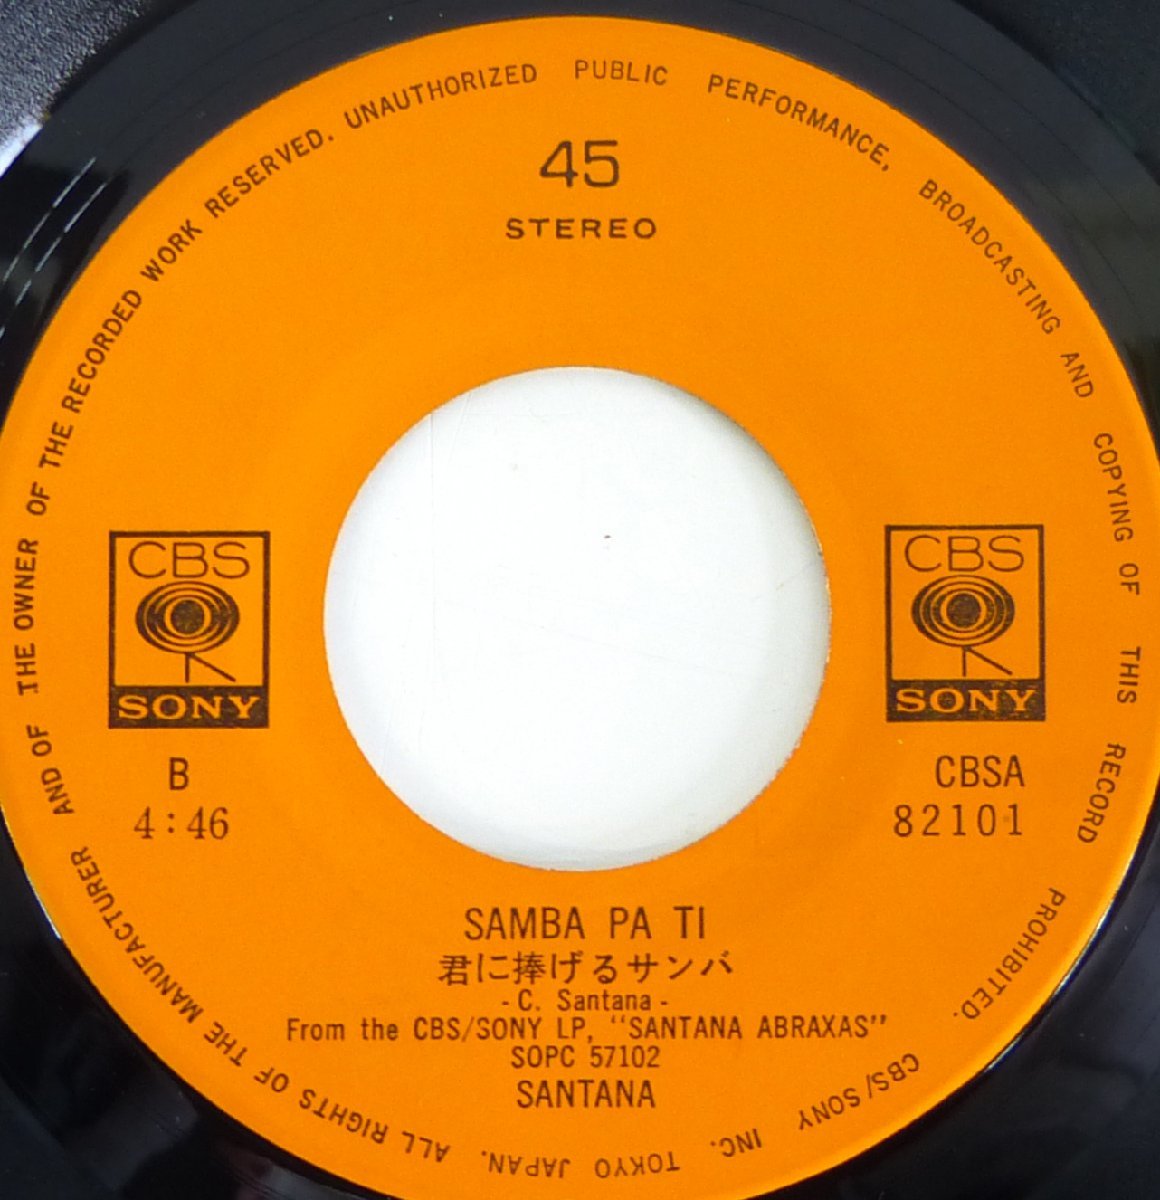 45
STEREO
CBS
SONY
CBS
SONY
B
4:46
CBSA
82101
SAMBA PA TI
君に捧げるサンバ
- C. Santana -
From the CBS/SONY LP, "SANTANA ABRAXAS"
SOPC 57102
SANTANA
CBS/SONY INC. TOKYO JAPAN. ALL RIGHTS OF THE MANUFACTURER AND OF THE OWNER OF THE RECORDED WORK RESERVED. UNAUTHORIZED PUBLIC PERFORMANCE, BROADCASTING AND COPYING OF THIS RECORD PROHIBITED.